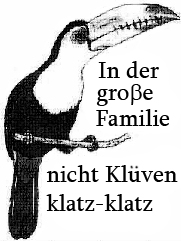 In der
groβe
Familie
nicht Klüven
klatz-klatz